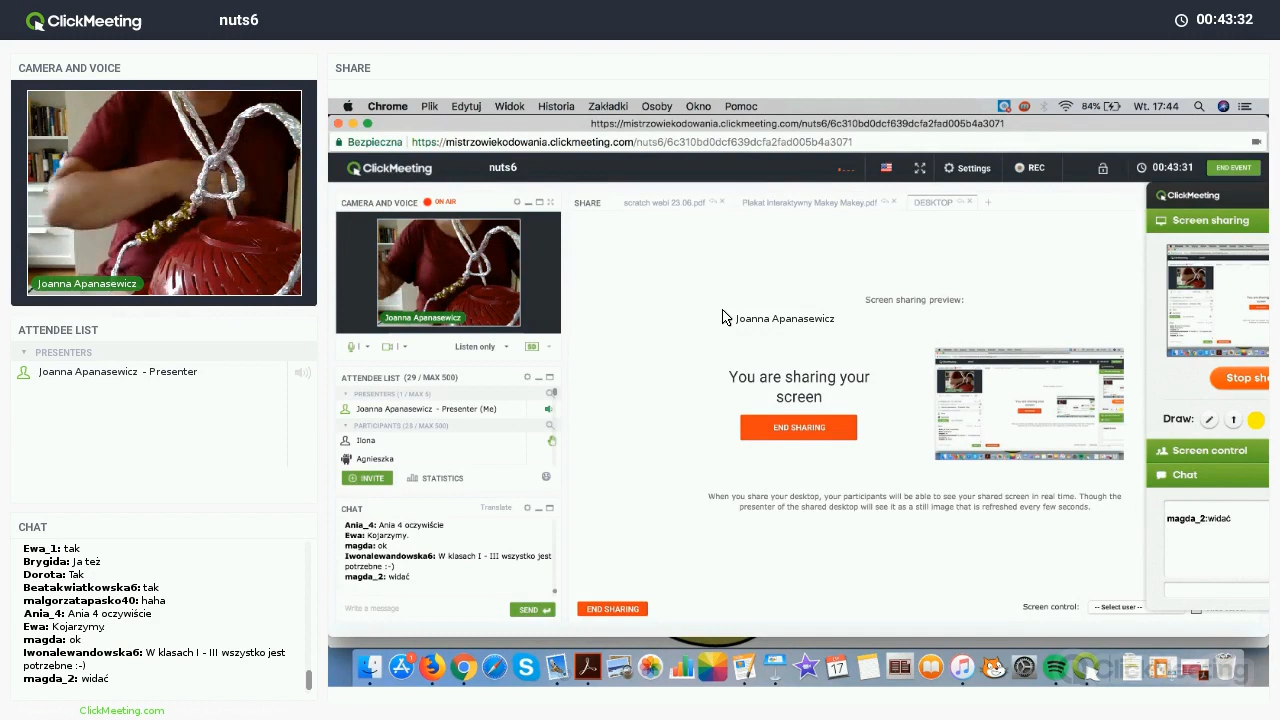 ClickMeeting
nuts6
00:43:32
CAMERA AND VOICE
Joanna Apanasewicz
ATTENDEE LIST
PRESENTERS
Joanna Apanasewicz - Presenter
CHAT
Ewa_1: tak
Brygida: Ja też
Dorota: Tak
Beatakwiatkowska6: tak
malgorzatapasko40: haha
Ania_4: Ania 4 oczywiście
Ewa: Kojarzymy.
magda: ok
Iwonalewandowska6: W klasach I - III wszystko jest
potrzebne :-)
magda_2: widać
ClickMeeting.com
SHARE
Chrome Plik Edytuj Widok Historia Zakładki Osoby Okno Pomoc
84% Wt. 17:44
https://mistrzowiekodowania.clickmeeting.com/nuts6/6c310bd0dcf639dcfa2fad005b4a3071
Bezpieczna https://mistrzowiekodowania.clickmeeting.com/nuts6/6c310bd0dcf639dcfa2fad005b4a3071
ClickMeeting nuts6 Settings REC 00:43:31 END EVENT
CAMERA AND VOICE ON AIR
Joanna Apanasewicz
Listen only
ATTENDEE LIST (29 / MAX 500)
PRESENTERS (1 / MAX 6)
Joanna Apanasewicz - Presenter (Me)
PARTICIPANTS (28 / MAX 500)
Ilona
Agnieszka
INVITE STATISTICS
CHAT Translate
Ania_4: Ania 4 oczywiście
Ewa: Kojarzymy.
magda: ok
Iwonalewandowska6: W klasach I - III wszystko jest
potrzebne :-)
magda_2: widać
Write a message SEND
SHARE scratch webi 23.06.pdf Plakat Interaktywny Makey Makey.pdf DESKTOP
Screen sharing preview:
Joanna Apanasewicz
You are sharing your
screen
END SHARING
When you share your desktop, your participants will be able to see your shared screen in real time. Though the
presenter of the shared desktop will see it as a still image that is refreshed every few seconds.
END SHARING
Screen control: -- Select user --
ClickMeeting
Screen sharing
Stop sh
Draw:
Screen control
Chat
magda_2:widać
17
ClickMeeting